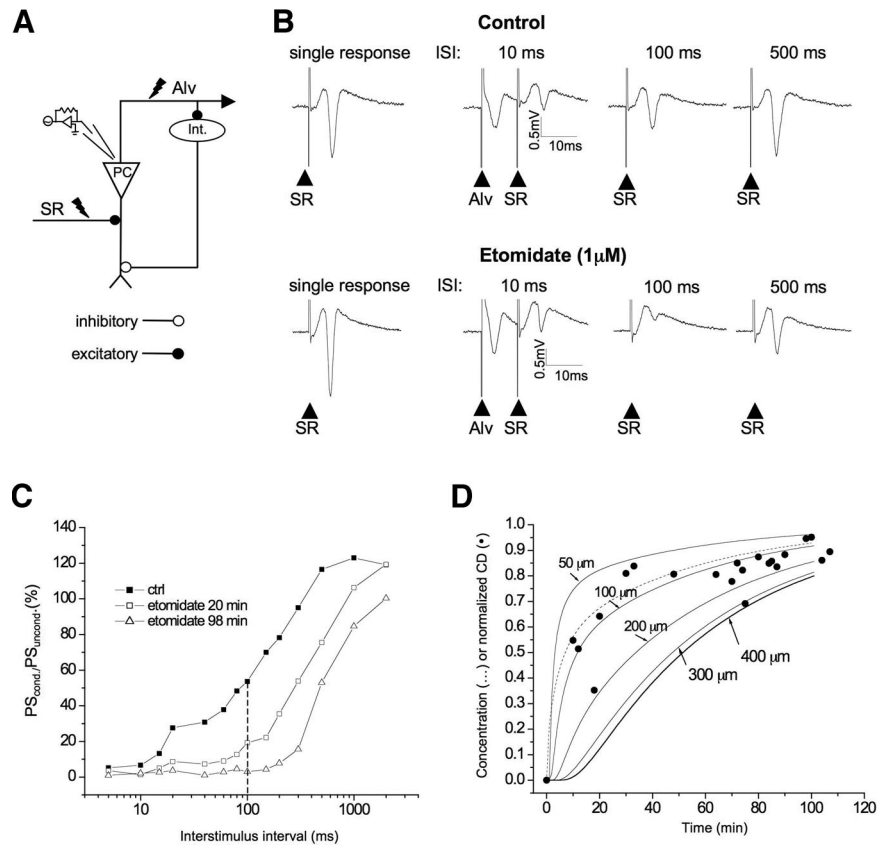 A
Alv
Int.
PC
SR
inhibitory
excitatory
B
Control
single response ISI: 10 ms 100 ms 500 ms
0.5mV
10ms
SR Alv SR SR SR
Etomidate (1µM)
single response ISI: 10 ms 100 ms 500 ms
0.5mV
10ms
SR Alv SR SR SR
C
PScond./PSuncond.(%)
140
120
100
80
60
40
20
0
ctrl
etomidate 20 min
etomidate 98 min
10 100 1000
Interstimulus interval (ms)
D
Concentration (...) or normalized CD (•)
1.0
0.9
0.8
0.7
0.6
0.5
0.4
0.3
0.2
0.1
0.0
50 µm
100 µm
200 µm
300 µm
400 µm
0 20 40 60 80 100 120
Time (min)